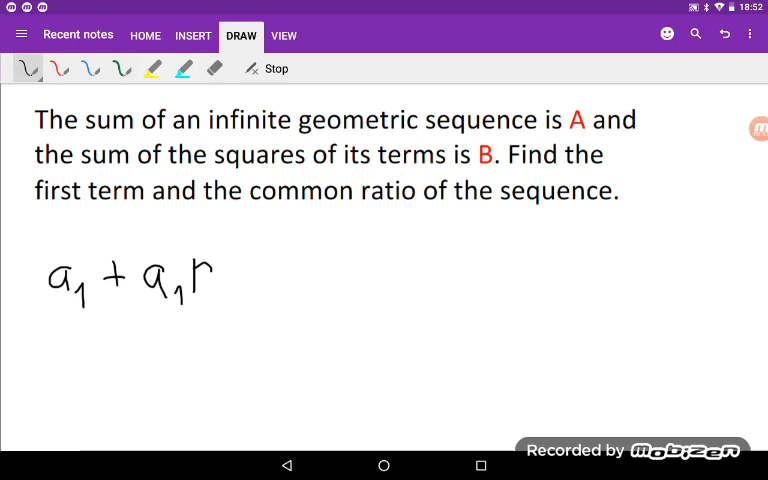 18:52
Recent notes HOME INSERT DRAW VIEW
Stop
The sum of an infinite geometric sequence is A and
the sum of the squares of its terms is B. Find the
first term and the common ratio of the sequence.
a₁ + a₁r
Recorded by mobizen